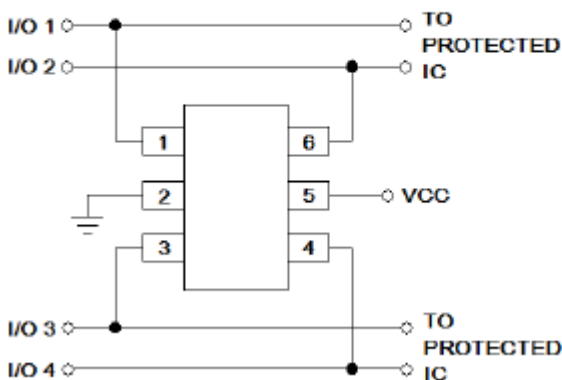 I/O 1
TO
PROTECTED
I/O 2
IC
1
6
2
5
VCC
3
4
I/O 3
TO
PROTECTED
I/O 4
IC